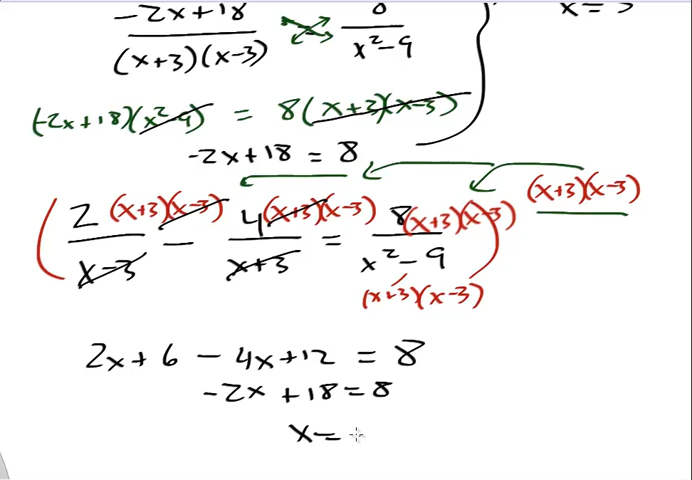 -2x+18 / (x+3)(x-3)   / x²-9
x=
(-2x+18)(x²-9) = 8(x+3)(x-3)
-2x+18 = 8
(x+3)(x-3)
( 2(x+3)(x-3) / x-3 - 4(x+3)(x-3) / x+3 = 8(x+3)(x-3) / x²-9 )
(x+3)(x-3)
2x+6 - 4x+12 = 8
-2x +18=8
x=